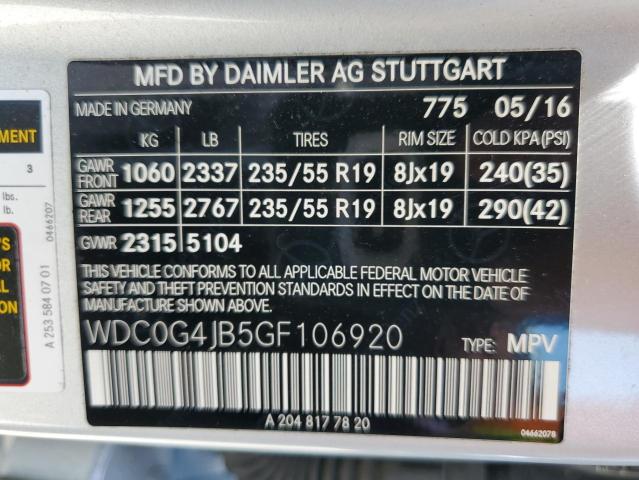 MFD BY DAIMLER AG STUTTGART
MADE IN GERMANY 775 05/16
KG LB TIRES RIM SIZE COLD KPA(PSI)
GAWR FRONT 1060 2337 235/55 R19 8Jx19 240(35)
GAWR REAR 1255 2767 235/55 R19 8Jx19 290(42)
GVWR 2315 5104
THIS VEHICLE CONFORMS TO ALL APPLICABLE FEDERAL MOTOR VEHICLE
SAFETY AND THEFT PREVENTION STANDARDS IN EFFECT ON THE DATE OF
MANUFACTURE SHOWN ABOVE.
WDC0G4JB5GF106920 TYPE: MPV
A 204 817 78 20
04662078
MENT
3
lbs.
lb.
0466207
A 253 584 07 01
'S
OR